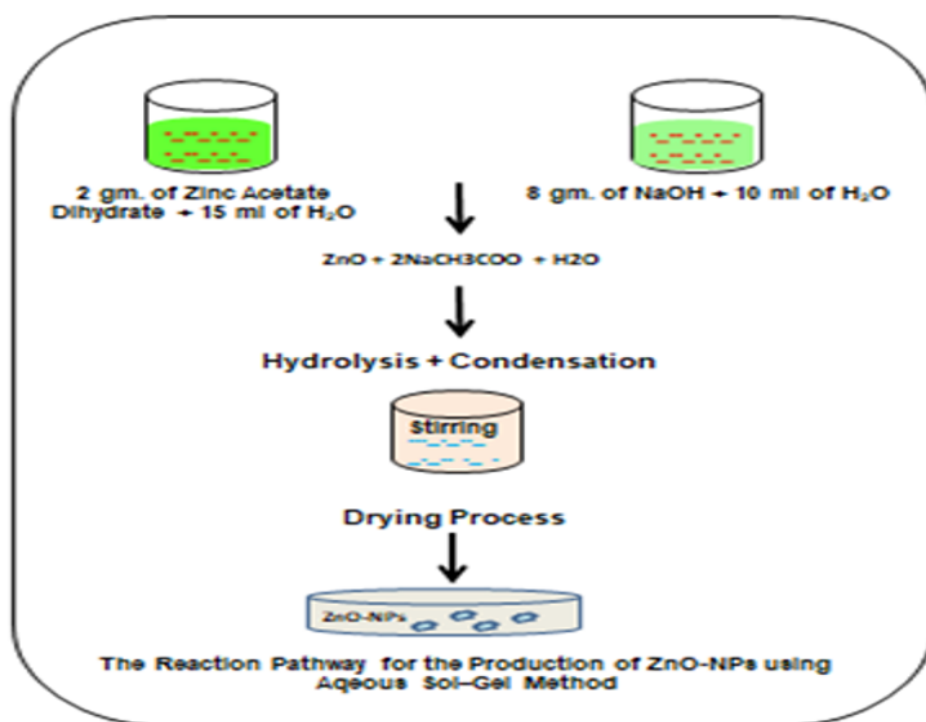 2 gm. of Zinc Acetate
Dihydrate + 15 ml of H₂O
8 gm. of NaOH + 10 ml of H₂O
ZnO + 2NaCH3COO + H2O
Hydrolysis + Condensation
Stirring
Drying Process
ZnO-NPs
The Reaction Pathway for the Production of ZnO-NPs using
Aqeous Sol–Gel Method